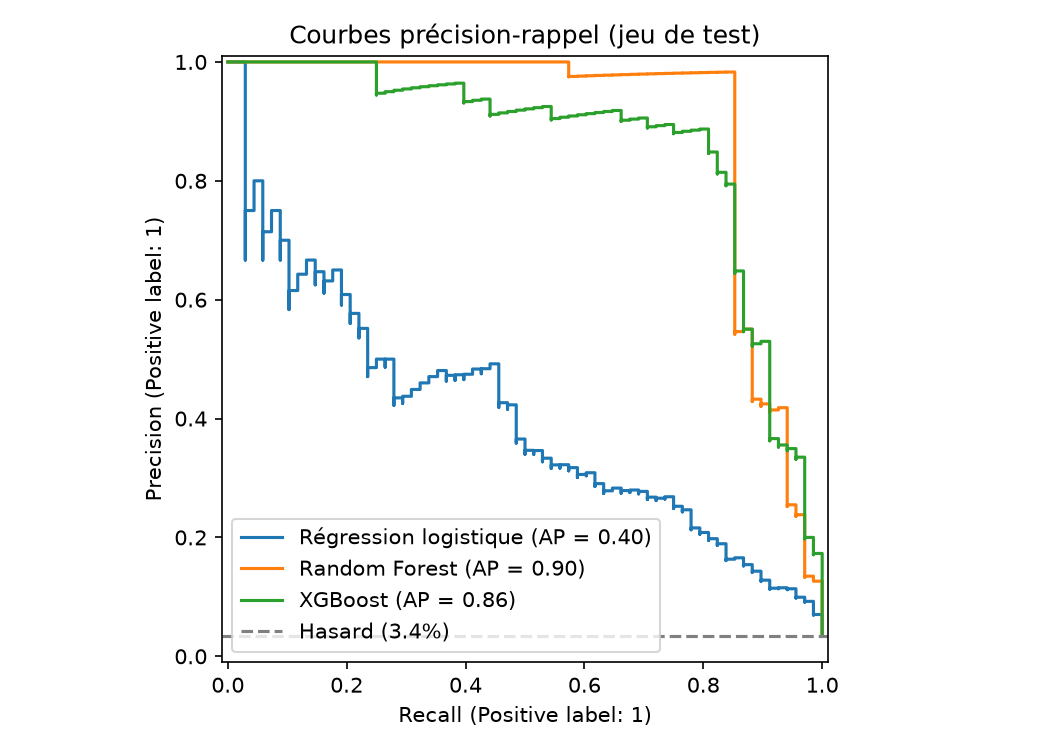 Courbes précision-rappel (jeu de test)
1.0
0.8
0.6
0.4
0.2
0.0
Precision (Positive label: 1)
Régression logistique (AP = 0.40)
Random Forest (AP = 0.90)
XGBoost (AP = 0.86)
Hasard (3.4%)
0.0 0.2 0.4 0.6 0.8 1.0
Recall (Positive label: 1)